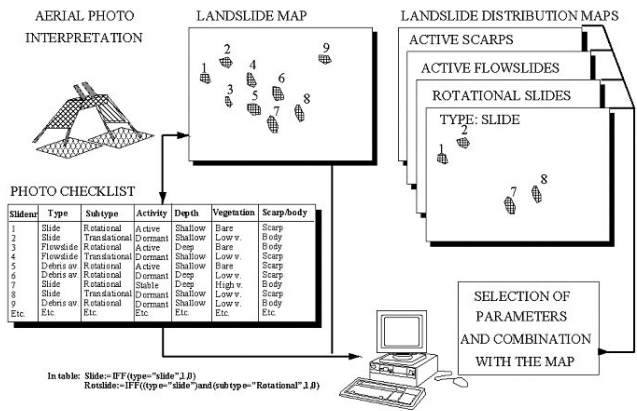 AERIAL PHOTO
INTERPRETATION
LANDSLIDE MAP
1
2
3
4
5
6
7
8
9
LANDSLIDE DISTRIBUTION MAPS
ACTIVE SCARPS
ACTIVE FLOWSLIDES
ROTATIONAL SLIDES
TYPE: SLIDE
1
2
7
8
PHOTO CHECKLIST
Slidenr Type Subtype Activity Depth Vegetation Scarp/body
1 Slide Rotational Active Shallow Bare Scarp
2 Slide Translational Dormant Shallow Low v. Body
3 Flowslide Rotational Active Deep Bare Body
4 Flowslide Translational Dormant Shallow Low v. Scarp
5 Debris av. Rotational Active Shallow Bare Body
6 Debris av. Rotational Dormant Deep Low v. Body
7 Slide Rotational Stable Deep High v. Scarp
8 Slide Translational Dormant Shallow Low v. Body
9 Debris av. Rotational Dormant Shallow Low v. Scarp
Etc. Etc. Etc. Etc. Etc. Etc. Etc.
SELECTION OF
PARAMETERS
AND COMBINATION
WITH THE MAP
In table: Slide:=IFF(type="slide",1,0)
Rotslide:=IFF((type="slide")and(subtype="Rotational",1,0)